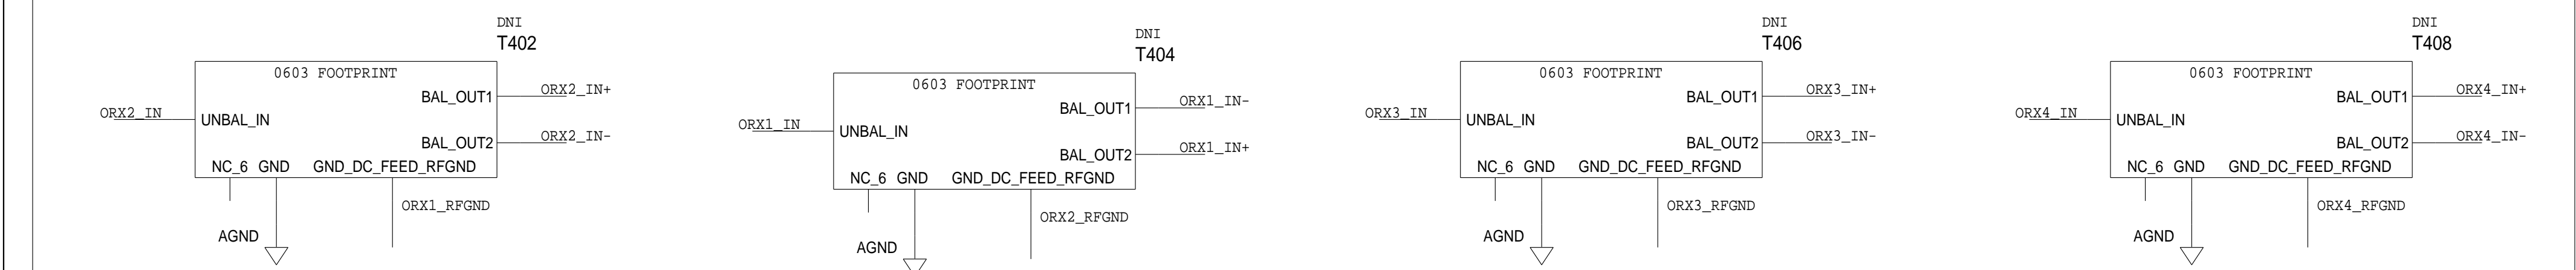 DNI
T402
0603 FOOTPRINT
ORX2_IN
UNBAL_IN
BAL_OUT1
ORX2_IN+
BAL_OUT2
ORX2_IN-
NC_6 GND GND_DC_FEED_RFGND
ORX1_RFGND
AGND
DNI
T404
0603 FOOTPRINT
ORX1_IN
UNBAL_IN
BAL_OUT1
ORX1_IN-
BAL_OUT2
ORX1_IN+
NC_6 GND GND_DC_FEED_RFGND
ORX2_RFGND
AGND
DNI
T406
0603 FOOTPRINT
ORX3_IN
UNBAL_IN
BAL_OUT1
ORX3_IN+
BAL_OUT2
ORX3_IN-
NC_6 GND GND_DC_FEED_RFGND
ORX3_RFGND
AGND
DNI
T408
0603 FOOTPRINT
ORX4_IN
UNBAL_IN
BAL_OUT1
ORX4_IN+
BAL_OUT2
ORX4_IN-
NC_6 GND GND_DC_FEED_RFGND
ORX4_RFGND
AGND